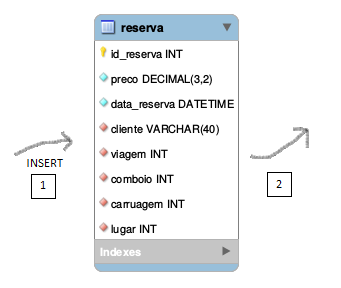 reserva
id_reserva INT
preco DECIMAL(3,2)
data_reserva DATETIME
cliente VARCHAR(40)
viagem INT
comboio INT
carruagem INT
lugar INT
Indexes
INSERT
1
2